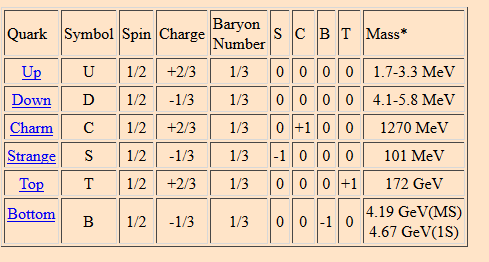 Quark Symbol Spin Charge Baryon Number S C B T Mass*
Up U 1/2 +2/3 1/3 0 0 0 0 1.7-3.3 MeV
Down D 1/2 -1/3 1/3 0 0 0 0 4.1-5.8 MeV
Charm C 1/2 +2/3 1/3 0 +1 0 0 1270 MeV
Strange S 1/2 -1/3 1/3 -1 0 0 0 101 MeV
Top T 1/2 +2/3 1/3 0 0 0 +1 172 GeV
Bottom B 1/2 -1/3 1/3 0 0 -1 0 4.19 GeV(MS)
4.67 GeV(1S)